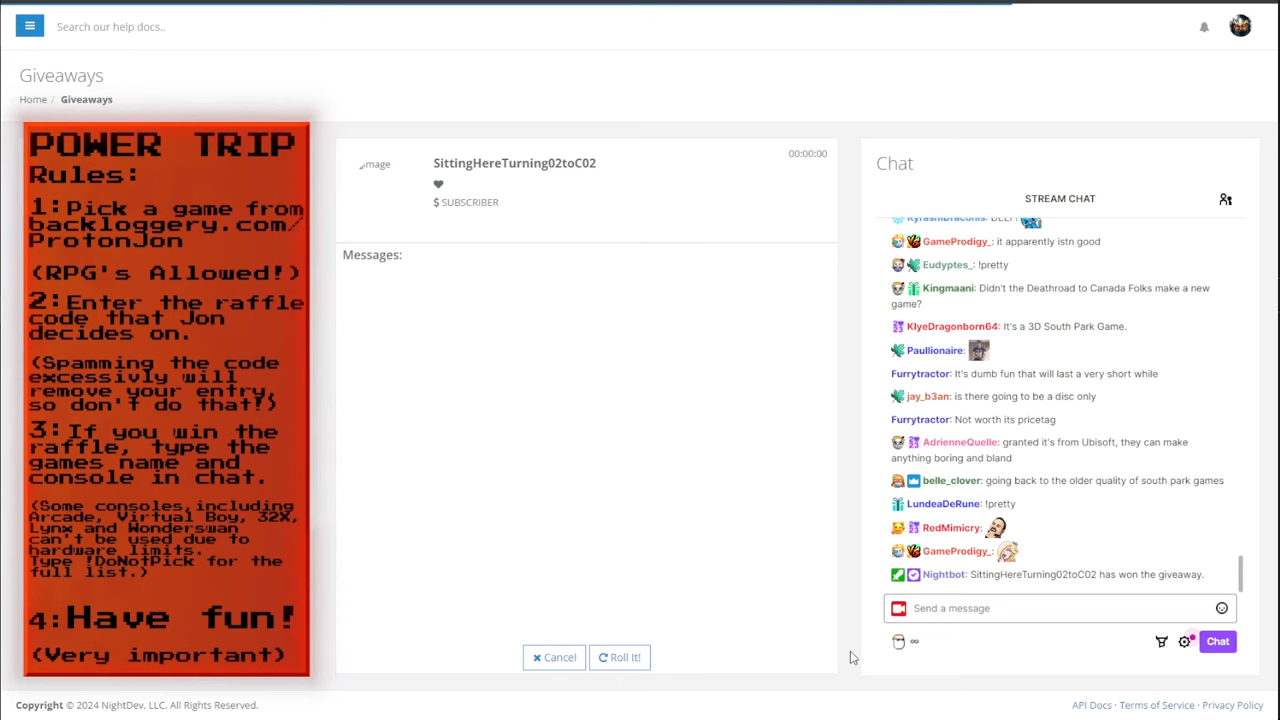 Search our help docs..
Giveaways
Home / Giveaways
POWER TRIP
Rules:
1:Pick a game from
backloggery.com/
ProtonJon
(RPG's Allowed!)
2:Enter the raffle
code that Jon
decides on.
(Spamming the code
excessivly will
remove your entry,
so don't do that!)
3:If you win the
raffle, type the
games name and
console in chat.
(Some consoles,including
Arcade, Virtual Boy, 32X,
Lynx and Wonderswan
can't be used due to
hardware limits.
Type !DoNotPick for the
full list.)
4:Have fun!
(Very important)
mage
SittingHereTurning02toC02
$ SUBSCRIBER
00:00:00
Messages:
Cancel
Roll It!
Chat
STREAM CHAT
KyrashiDraconis: DEEP!
GameProdigy_: it apparently istn good
Eudyptes_: !pretty
Kingmaani: Didn't the Deathroad to Canada Folks make a new
game?
KlyeDragonborn64: It's a 3D South Park Game.
Paullionaire:
Furrytractor: It's dumb fun that will last a very short while
jay_b3an: is there going to be a disc only
Furrytractor: Not worth its pricetag
AdrienneQuelle: granted it's from Ubisoft, they can make
anything boring and bland
belle_clover: going back to the older quality of south park games
LundeaDeRune: !pretty
RedMimicry:
GameProdigy_:
Nightbot: SittingHereTurning02toC02 has won the giveaway.
Send a message
∞
Chat
Copyright © 2024 NightDev, LLC. All Rights Reserved.
API Docs - Terms of Service - Privacy Policy